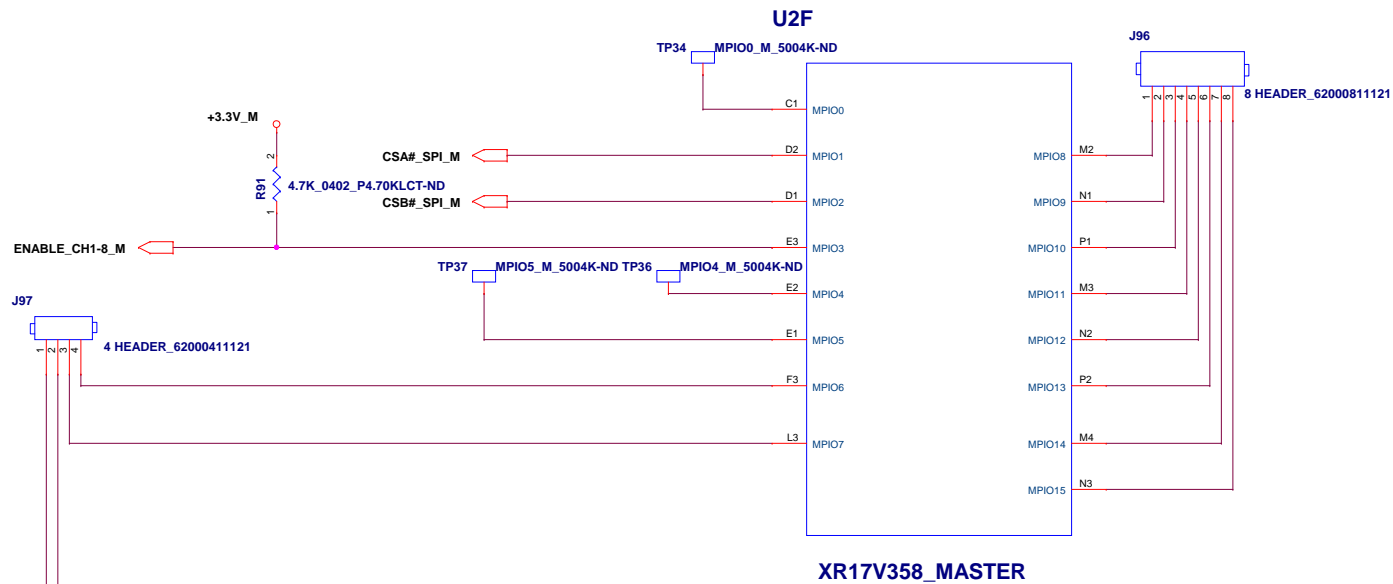 U2F
TP34 MPIO0_M_5004K-ND
J96
1 2 3 4 5 6 7 8
8 HEADER_62000811121
C1 MPIO0
+3.3V_M
CSA#_SPI_M
D2 MPIO1
MPIO8 M2
2
R91
4.7K_0402_P4.70KLCT-ND
1
CSB#_SPI_M
D1 MPIO2
MPIO9 N1
ENABLE_CH1-8_M
E3 MPIO3
MPIO10 P1
TP37 MPIO5_M_5004K-ND
TP36 MPIO4_M_5004K-ND
E2 MPIO4
MPIO11 M3
J97
1 2 3 4
4 HEADER_62000411121
E1 MPIO5
MPIO12 N2
F3 MPIO6
MPIO13 P2
L3 MPIO7
MPIO14 M4
MPIO15 N3
XR17V358_MASTER